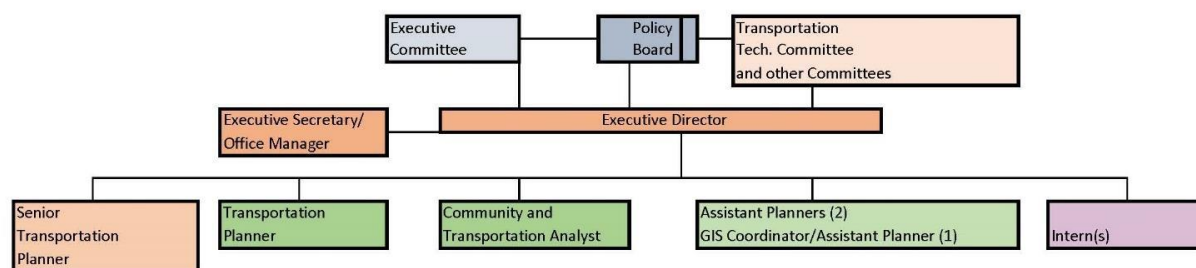 Executive
Committee
Policy
Board
Transportation
Tech. Committee
and other Committees
Executive Secretary/
Office Manager
Executive Director
Senior
Transportation
Planner
Transportation
Planner
Community and
Transportation Analyst
Assistant Planners (2)
GIS Coordinator/Assistant Planner (1)
Intern(s)